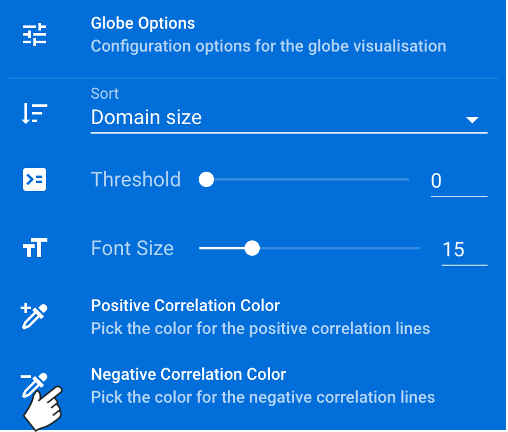 Globe Options
Configuration options for the globe visualisation
Sort
Domain size
Threshold 0
Font Size 15
Positive Correlation Color
Pick the color for the positive correlation lines
Negative Correlation Color
Pick the color for the negative correlation lines